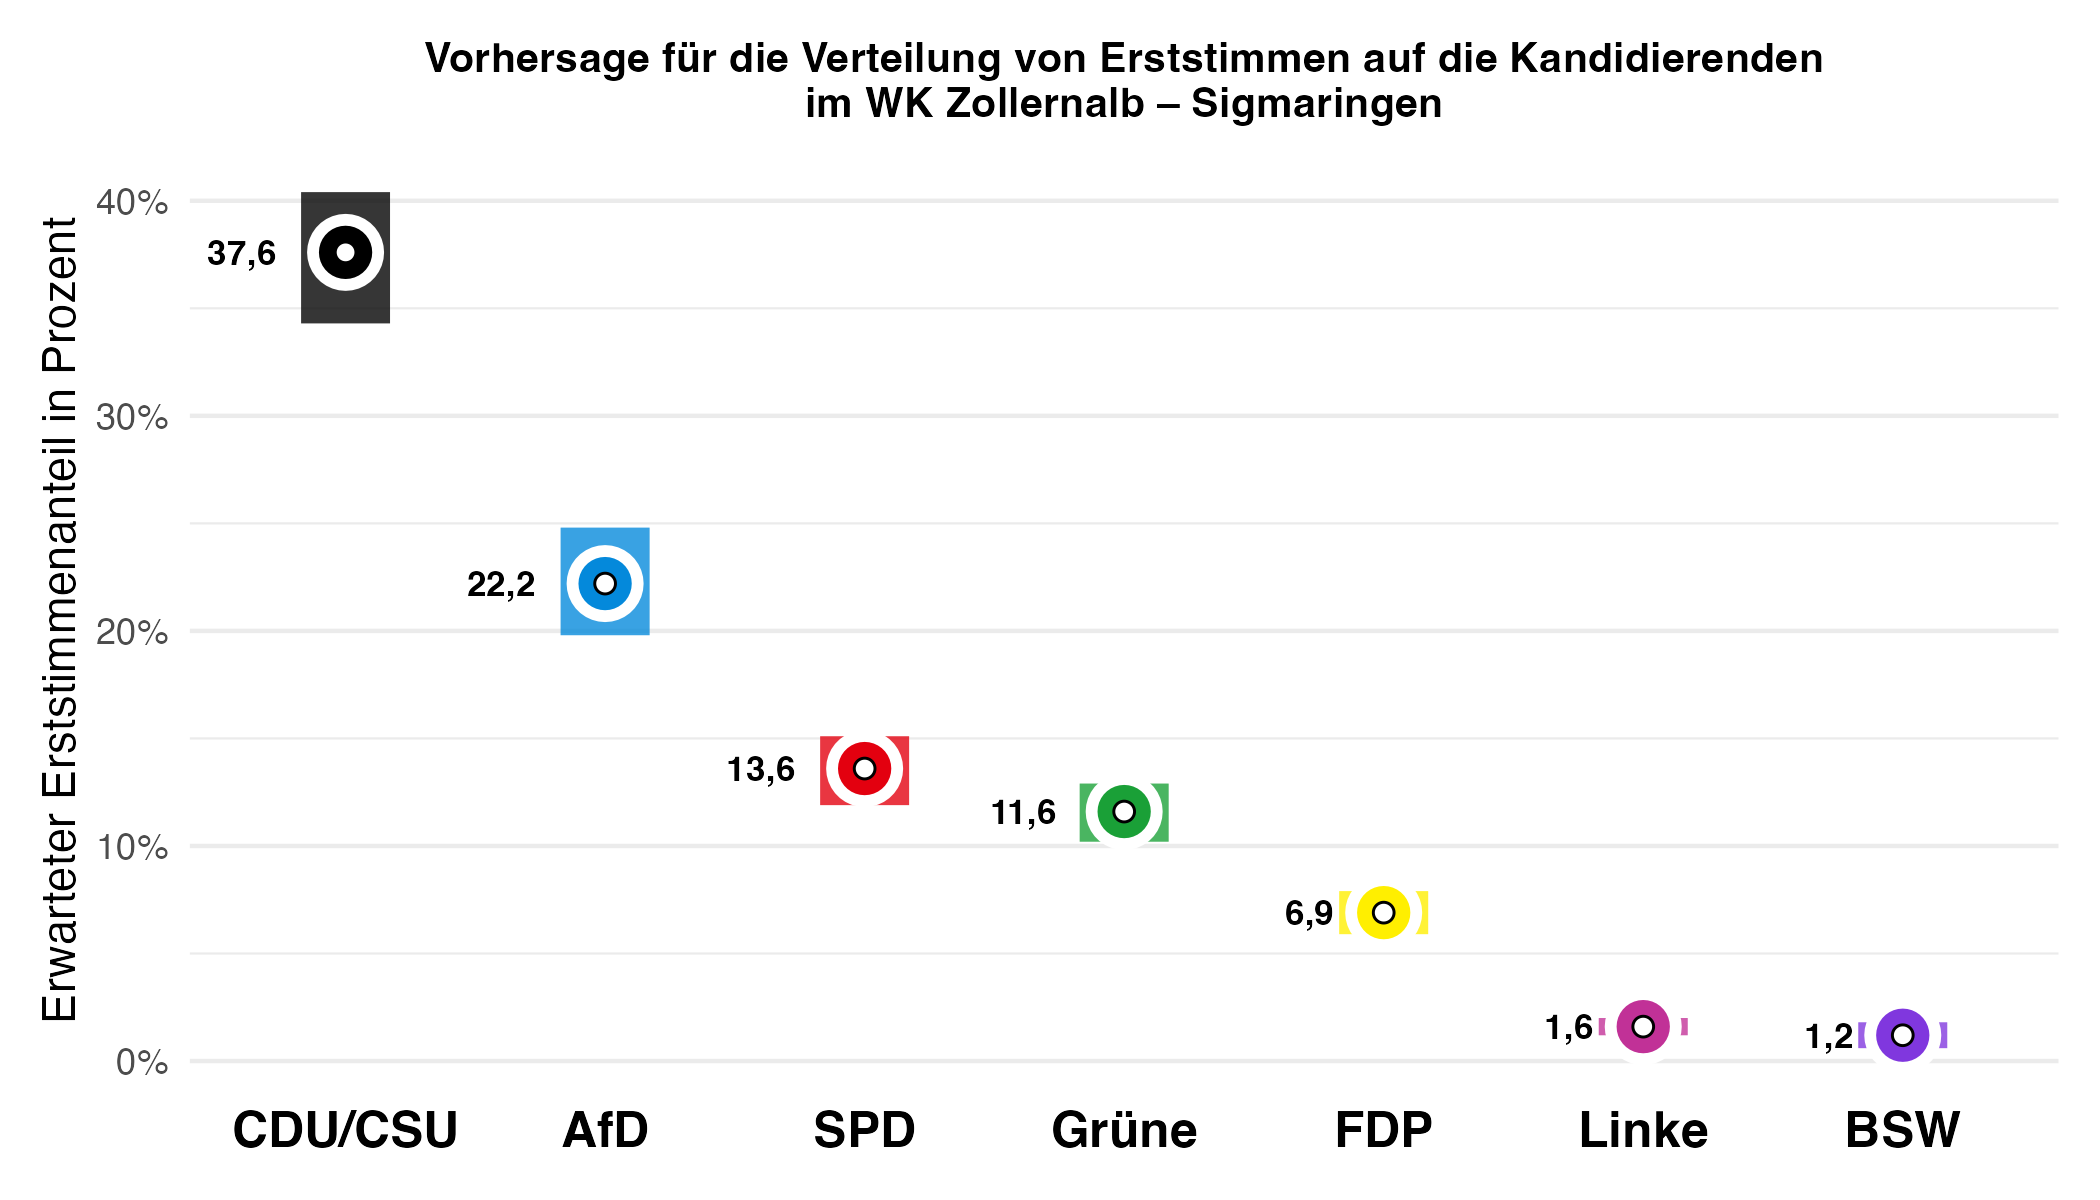 Vorhersage für die Verteilung von Erststimmen auf die Kandidierenden
im WK Zollernalb – Sigmaringen
Erwarteter Erststimmenanteil in Prozent
40%
30%
20%
10%
0%
37,6
22,2
13,6
11,6
6,9
1,6
1,2
CDU/CSU
AfD
SPD
Grüne
FDP
Linke
BSW